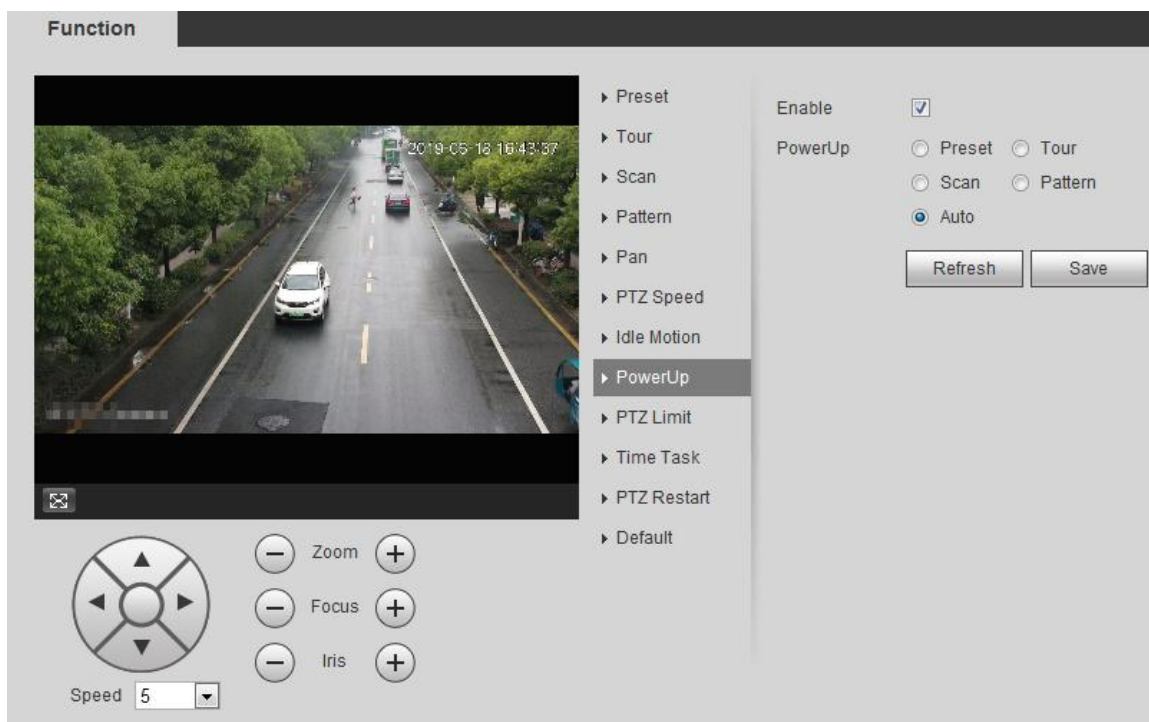 Function
2019-05-18 16:43:37
Preset
Tour
Scan
Pattern
Pan
PTZ Speed
Idle Motion
PowerUp
PTZ Limit
Time Task
PTZ Restart
Default
Enable
PowerUp
Preset Tour
Scan Pattern
Auto
Refresh Save
Zoom
Focus
Iris
Speed 5